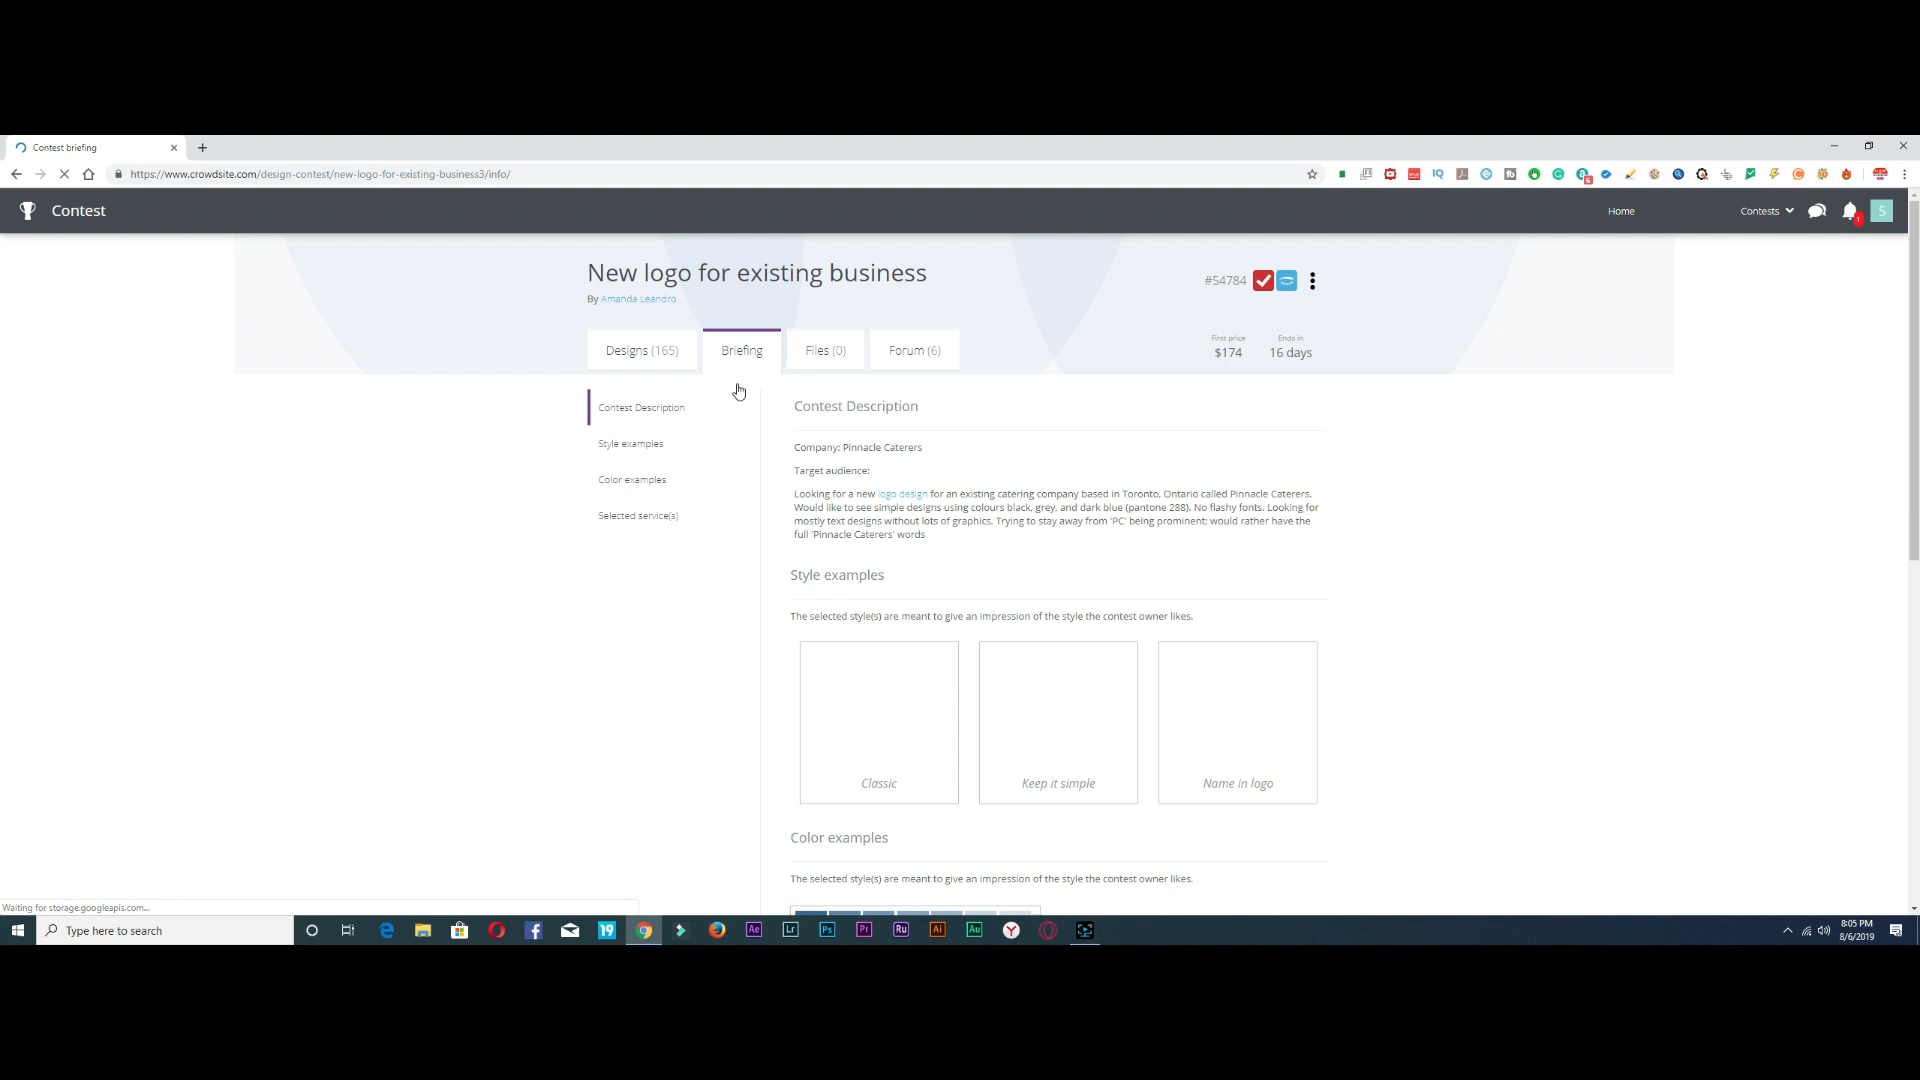 Contest briefing
https://www.crowdsite.com/design-contest/new-logo-for-existing-business3/info/
Contest
Home
Contests
S
New logo for existing business
By Amanda Leandro
#54784
Designs (165)
Briefing
Files (0)
Forum (6)
First price
$174
Ends in
16 days
Contest Description
Style examples
Color examples
Selected service(s)
Contest Description
Company: Pinnacle Caterers
Target audience:
Looking for a new logo design for an existing catering company based in Toronto, Ontario called Pinnacle Caterers.
Would like to see simple designs using colours black, grey, and dark blue (pantone 288). No flashy fonts. Looking for
mostly text designs without lots of graphics. Trying to stay away from 'PC' being prominent; would rather have the
full 'Pinnacle Caterers' words
Style examples
The selected style(s) are meant to give an impression of the style the contest owner likes.
Classic
Keep it simple
Name in logo
Color examples
The selected style(s) are meant to give an impression of the style the contest owner likes.
Waiting for storage.googleapis.com...
Type here to search
19
Ae
Lr
Ps
Pr
Ru
Ai
Au
8:05 PM
8/6/2019